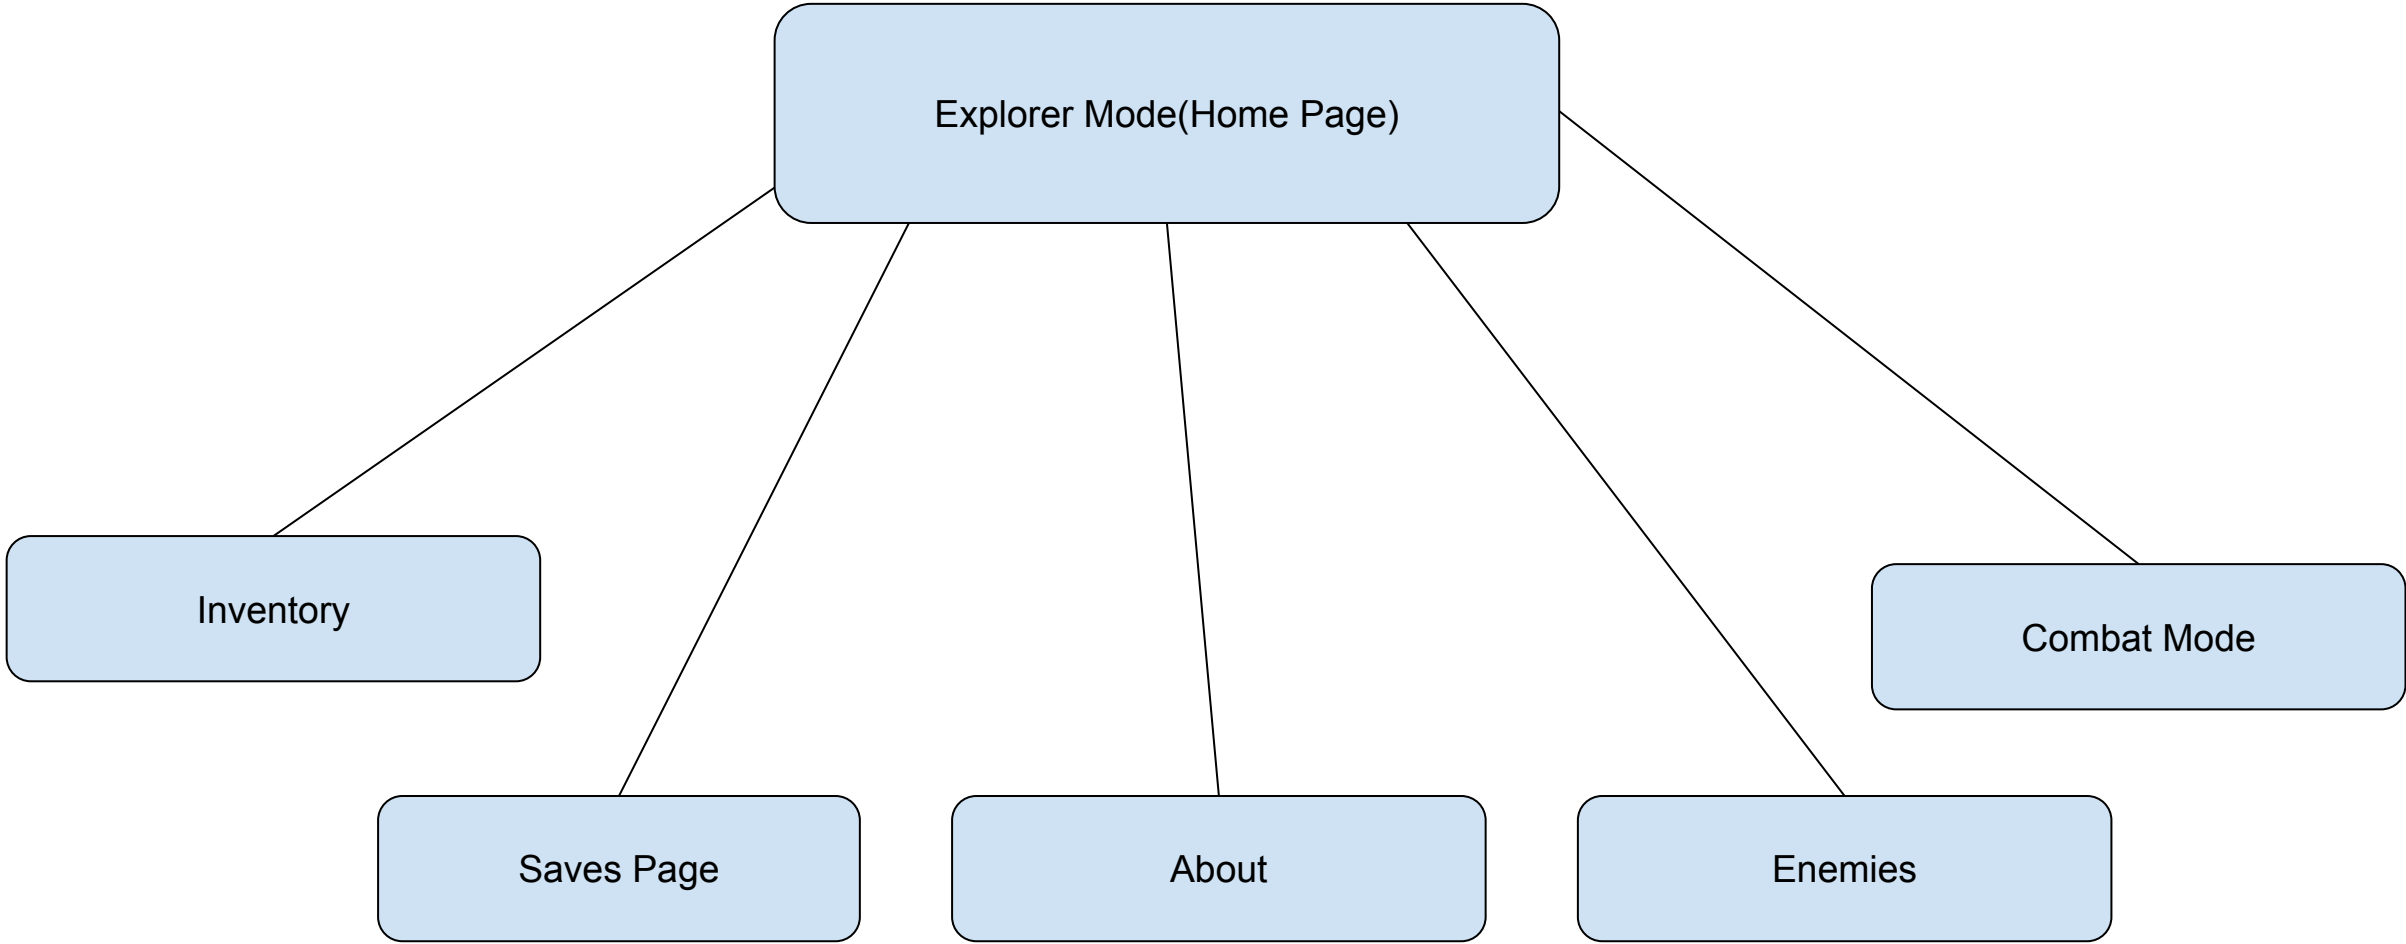 Explorer Mode(Home Page)
Inventory
Combat Mode
Saves Page
About
Enemies